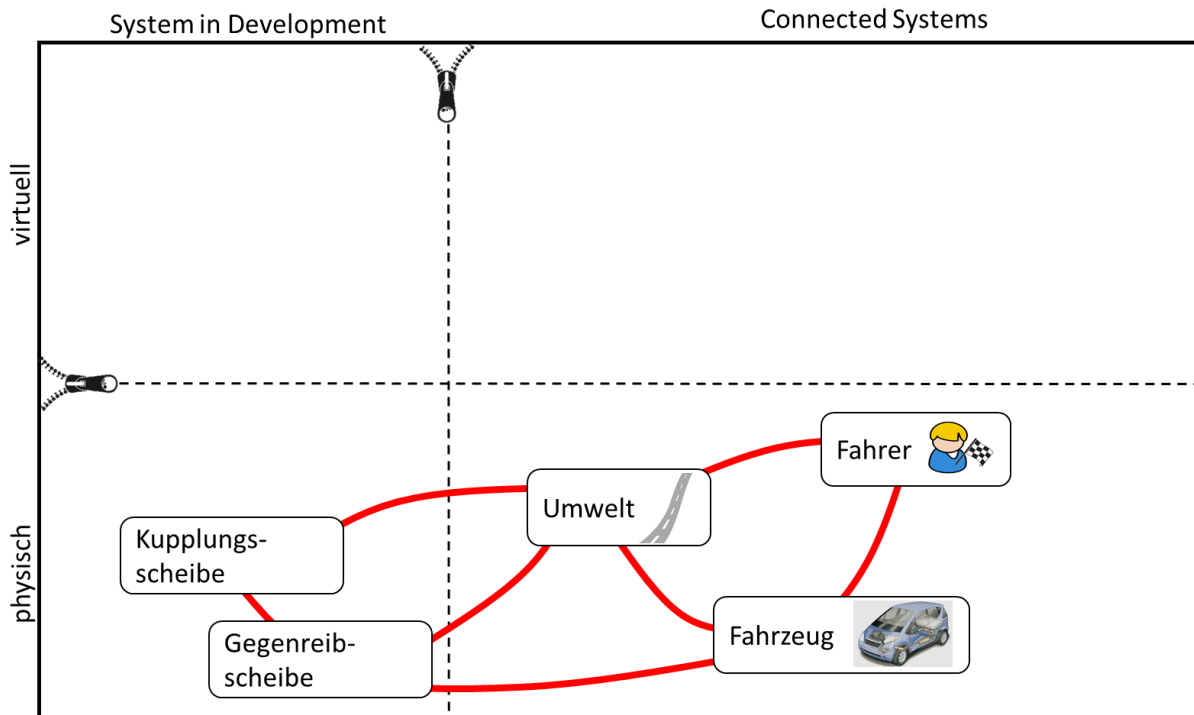 System in Development
Connected Systems
virtuell
physisch
Fahrer
Umwelt
Kupplungs-
scheibe
Fahrzeug
Gegenreib-
scheibe